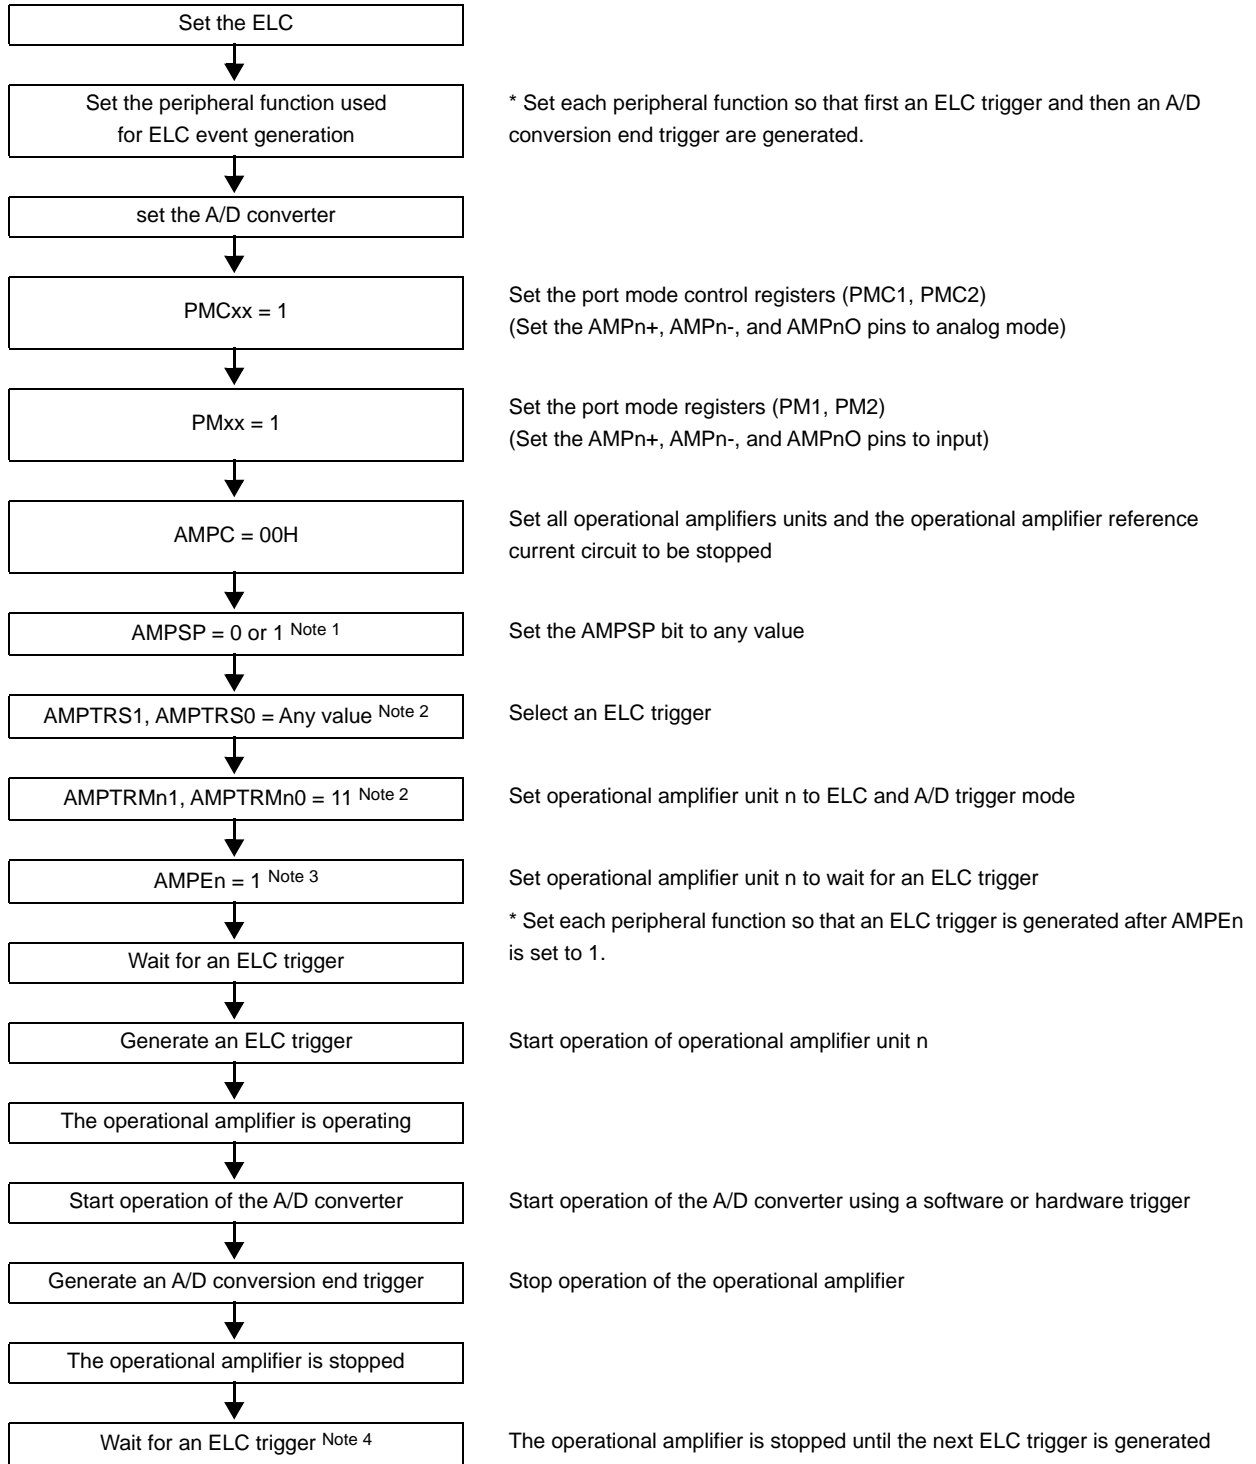 Set the ELC
Set the peripheral function used
for ELC event generation
* Set each peripheral function so that first an ELC trigger and then an A/D
conversion end trigger are generated.
set the A/D converter
PMCxx = 1
Set the port mode control registers (PMC1, PMC2)
(Set the AMPn+, AMPn-, and AMPnO pins to analog mode)
PMxx = 1
Set the port mode registers (PM1, PM2)
(Set the AMPn+, AMPn-, and AMPnO pins to input)
AMPC = 00H
Set all operational amplifiers units and the operational amplifier reference
current circuit to be stopped
AMPSP = 0 or 1 Note 1
Set the AMPSP bit to any value
AMPTRS1, AMPTRS0 = Any value Note 2
Select an ELC trigger
AMPTRMn1, AMPTRMn0 = 11 Note 2
Set operational amplifier unit n to ELC and A/D trigger mode
AMPEn = 1 Note 3
Set operational amplifier unit n to wait for an ELC trigger
* Set each peripheral function so that an ELC trigger is generated after AMPEn
is set to 1.
Wait for an ELC trigger
Generate an ELC trigger
Start operation of operational amplifier unit n
The operational amplifier is operating
Start operation of the A/D converter
Start operation of the A/D converter using a software or hardware trigger
Generate an A/D conversion end trigger
Stop operation of the operational amplifier
The operational amplifier is stopped
Wait for an ELC trigger Note 4
The operational amplifier is stopped until the next ELC trigger is generated